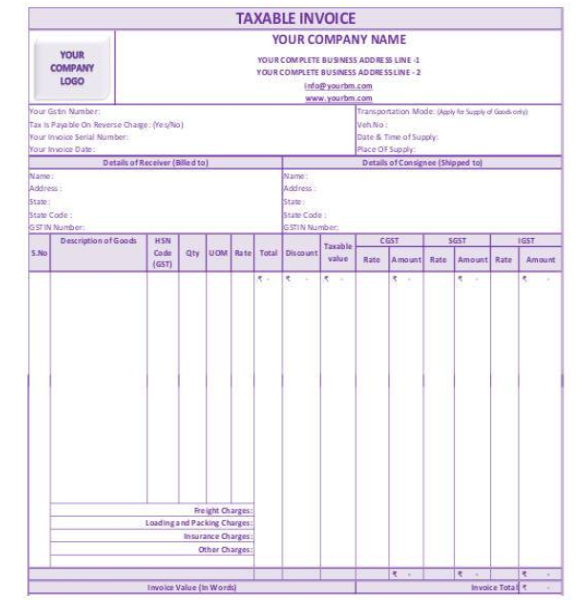 TAXABLE INVOICE
YOUR COMPANY LOGO
YOUR COMPANY NAME
YOUR COMPLETE BUSINESS ADDRESS LINE -1
YOUR COMPLETE BUSINESS ADDRESS LINE - 2
info@yourbm.com
www.yourbm.com
Your Gstin Number:
Tax Is Payable On Reverse Charge: (Yes/No)
Your Invoice Serial Number:
Your Invoice Date:
Transportation Mode: (Apply for Supply of Goods only)
Veh.No :
Date & Time of Supply:
Place Of Supply:
Details of Receiver (Billed to)
Details of Consignee (Shipped to)
Name:
Address :
State:
State Code :
GSTIN Number:
Name:
Address :
State:
State Code :
GSTIN Number:
S.No
Description of Goods
HSN Code (GST)
Qty
UOM
Rate
Total
Discount
Taxable value
CGST
SGST
IGST
Rate
Amount
Rate
Amount
Rate
Amount
₹ -
₹ -
₹ -
₹ -
₹ -
₹ -
Freight Charges:
Loading and Packing Charges:
Insurance Charges:
Other Charges:
₹ -
₹ -
₹ -
Invoice Value (In Words)
Invoice Total
₹ -